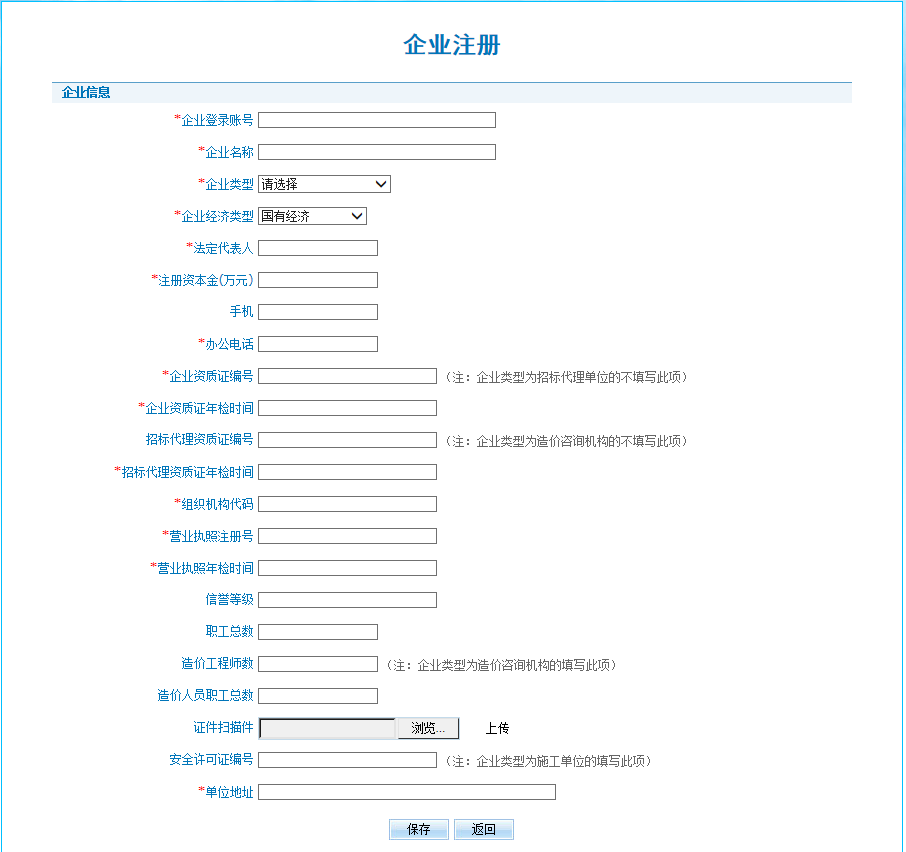 企业注册
企业信息
*企业登录账号
*企业名称
*企业类型 请选择
*企业经济类型 国有经济
*法定代表人
*注册资本金(万元)
手机
*办公电话
*企业资质证编号 （注：企业类型为招标代理单位的不填写此项）
*企业资质证年检时间
招标代理资质证编号 （注：企业类型为造价咨询机构的不填写此项）
*招标代理资质证年检时间
*组织机构代码
*营业执照注册号
*营业执照年检时间
信誉等级
职工总数
造价工程师数 （注：企业类型为造价咨询机构的填写此项）
造价人员职工总数
证件扫描件 浏览... 上传
安全许可证编号 （注：企业类型为施工单位的填写此项）
*单位地址
保存 返回